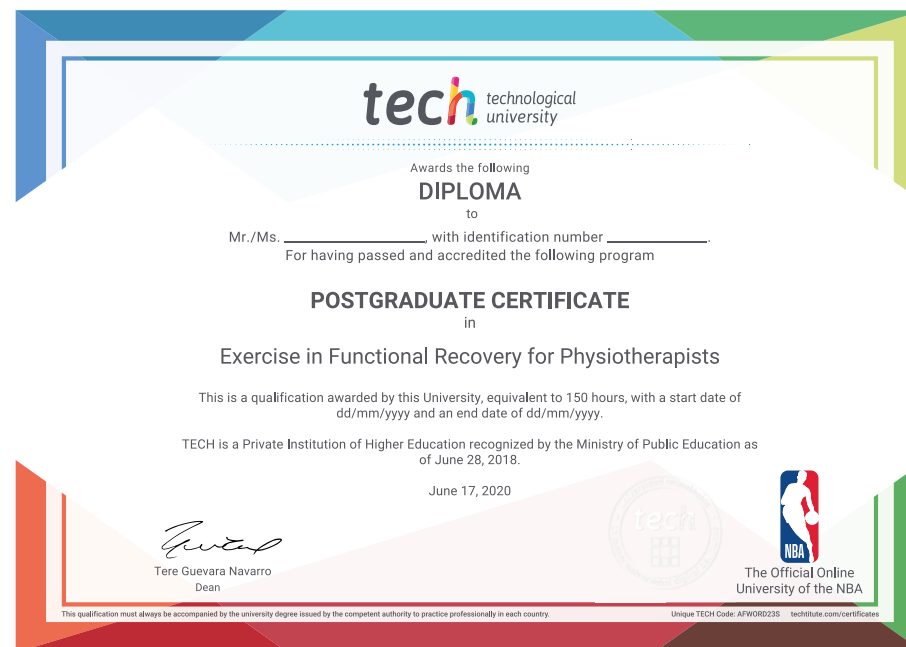 tech technological
university
Awards the following
DIPLOMA
to
Mr./Ms. ______________, with identification number __________.
For having passed and accredited the following program
POSTGRADUATE CERTIFICATE
in
Exercise in Functional Recovery for Physiotherapists
This is a qualification awarded by this University, equivalent to 150 hours, with a start date of
dd/mm/yyyy and an end date of dd/mm/yyyy.
TECH is a Private Institution of Higher Education recognized by the Ministry of Public Education as
of June 28, 2018.
June 17, 2020
tech
NBA
Tere Guevara Navarro
Dean
The Official Online
University of the NBA
This qualification must always be accompanied by the university degree issued by the competent authority to practice professionally in each country.
Unique TECH Code: AFWORD23S techtitute.com/certificates